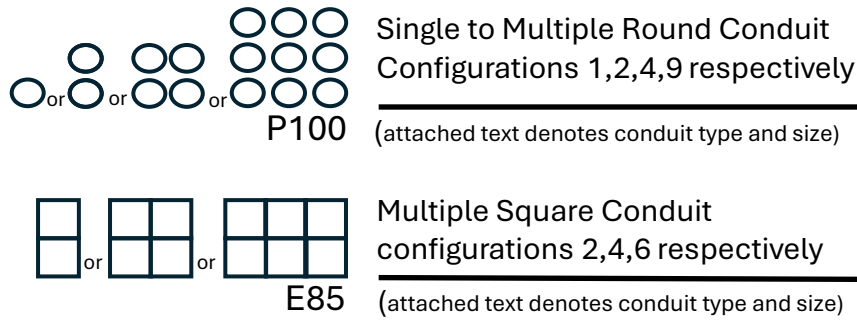 Single to Multiple Round Conduit
Configurations 1,2,4,9 respectively
or or or
P100
(attached text denotes conduit type and size)
Multiple Square Conduit
configurations 2,4,6 respectively
or or
E85
(attached text denotes conduit type and size)